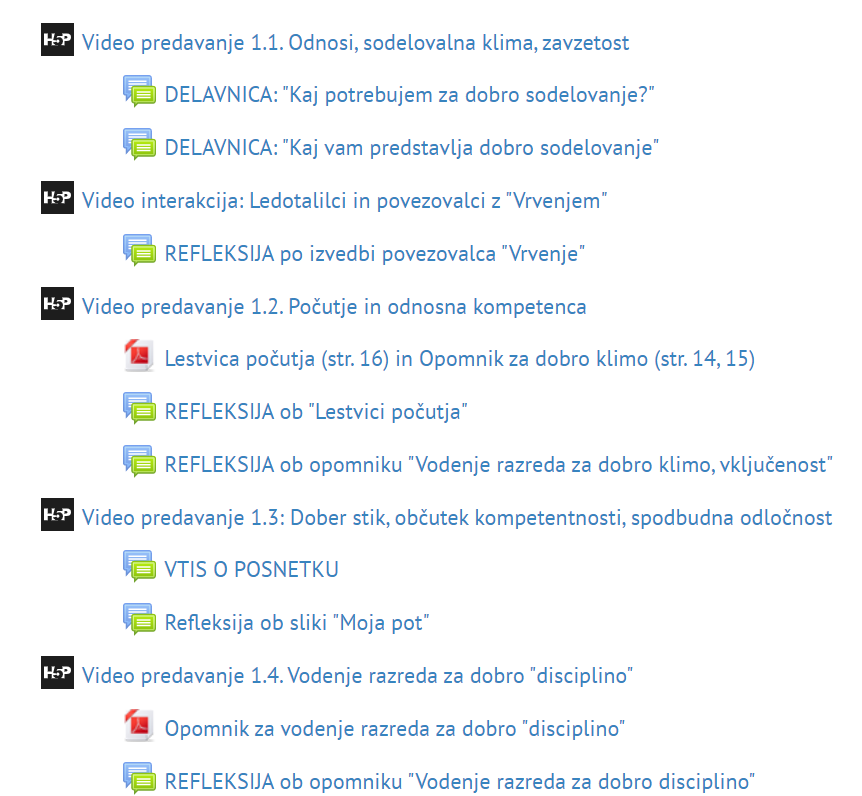 H5P Video predavanje 1.1. Odnosi, sodelovalna klima, zavzetost
DELAVNICA: "Kaj potrebujem za dobro sodelovanje?"
DELAVNICA: "Kaj vam predstavlja dobro sodelovanje"
H5P Video interakcija: Ledotalilci in povezovalci z "Vrvenjem"
REFLEKSIJA po izvedbi povezovalca "Vrvenje"
H5P Video predavanje 1.2. Počutje in odnosna kompetenca
Lestvica počutja (str. 16) in Opomnik za dobro klimo (str. 14, 15)
REFLEKSIJA ob "Lestvici počutja"
REFLEKSIJA ob opomniku "Vodenje razreda za dobro klimo, vključenost"
H5P Video predavanje 1.3: Dober stik, občutek kompetentnosti, spodbudna odločnost
VTIS O POSNETKU
Refleksija ob sliki "Moja pot"
H5P Video predavanje 1.4. Vodenje razreda za dobro "disciplino"
Opomnik za vodenje razreda za dobro "disciplino"
REFLEKSIJA ob opomniku "Vodenje razreda za dobro disciplino"